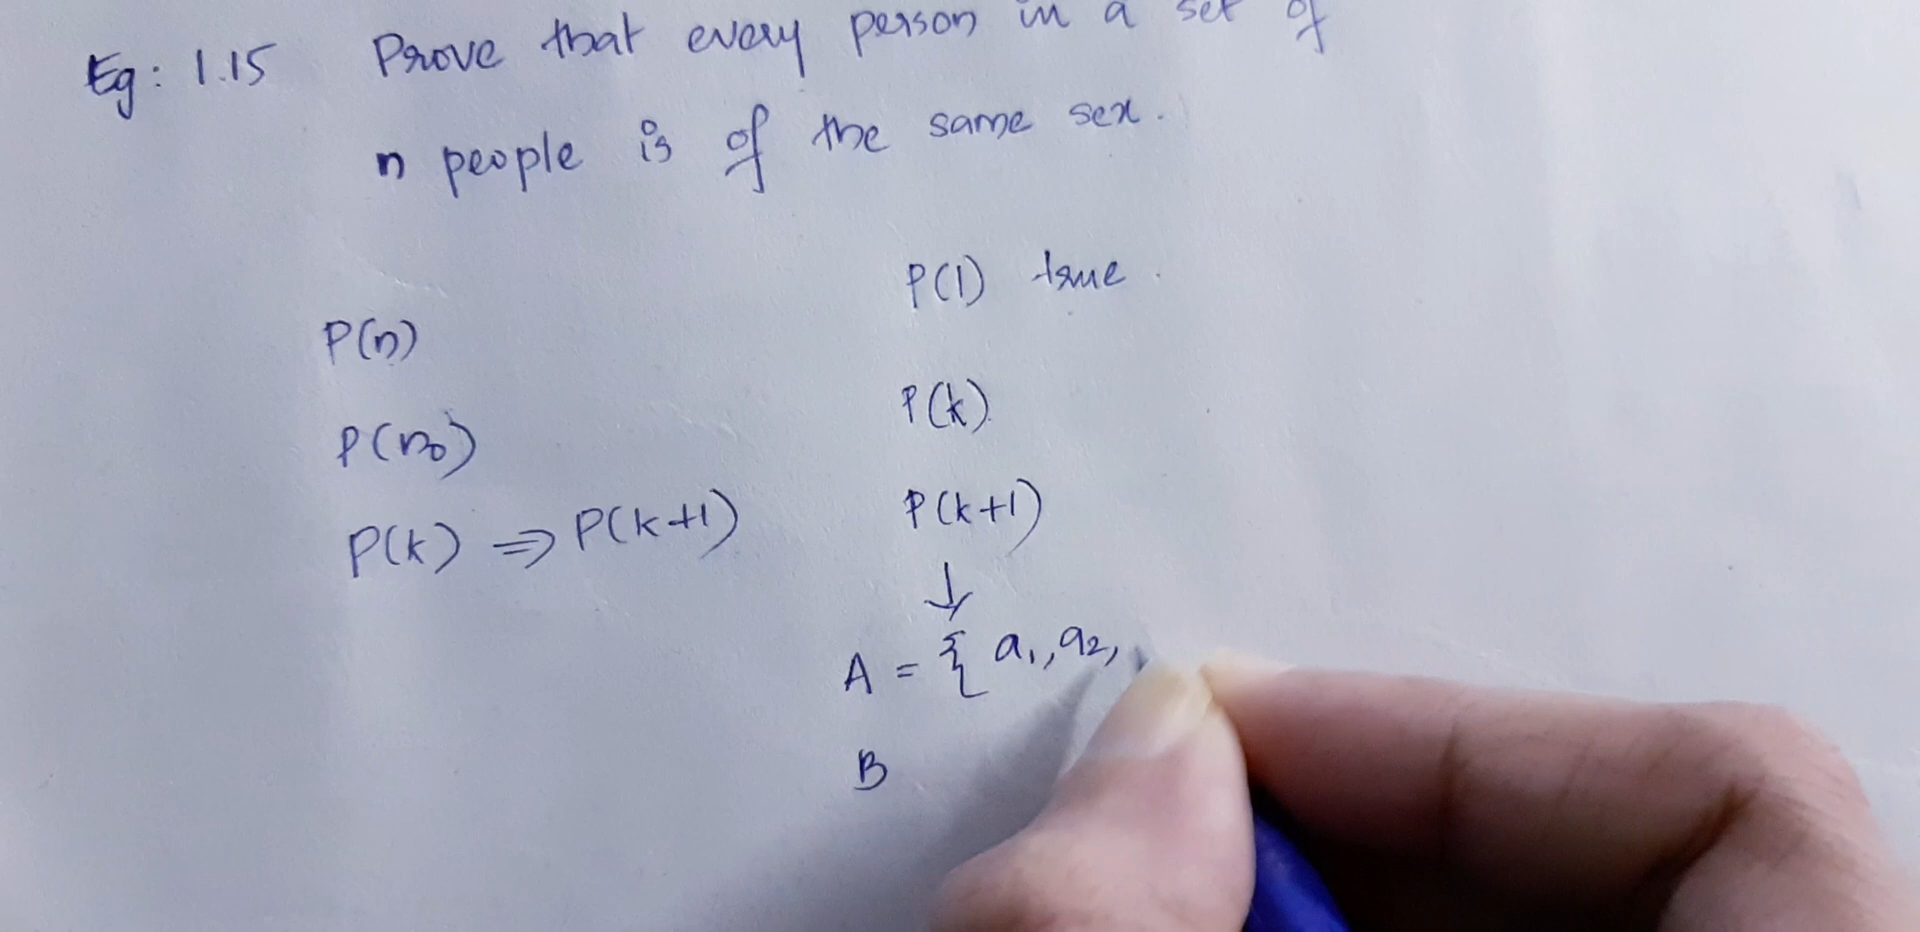 Eg: 1.15 Prove that every person in a set of
n people is of the same sex.
P(1) true.
P(n)
P(k)
P(n₀)
P(k+1)
P(k) ⇒ P(k+1)
↓
A = { a₁, a₂,
B